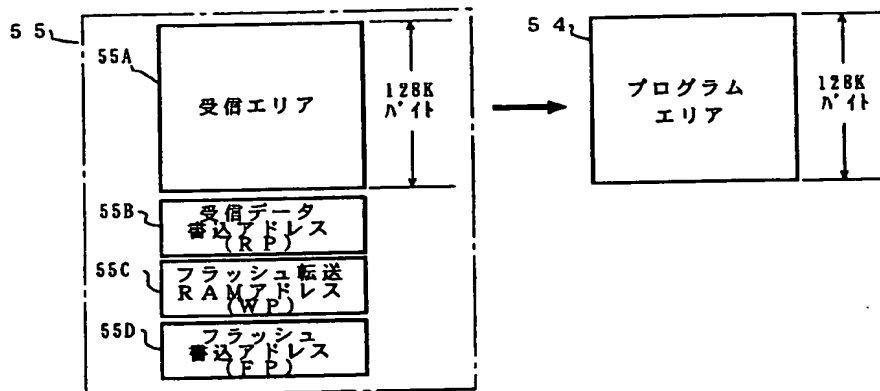 55
55A
受信エリア
128K
バイト
55B
受信データ
書込アドレス
(RP)
55C
フラッシュ転送
RAMアドレス
(WP)
55D
フラッシュ
書込アドレス
(FP)
54
プログラム
エリア
128K
バイト